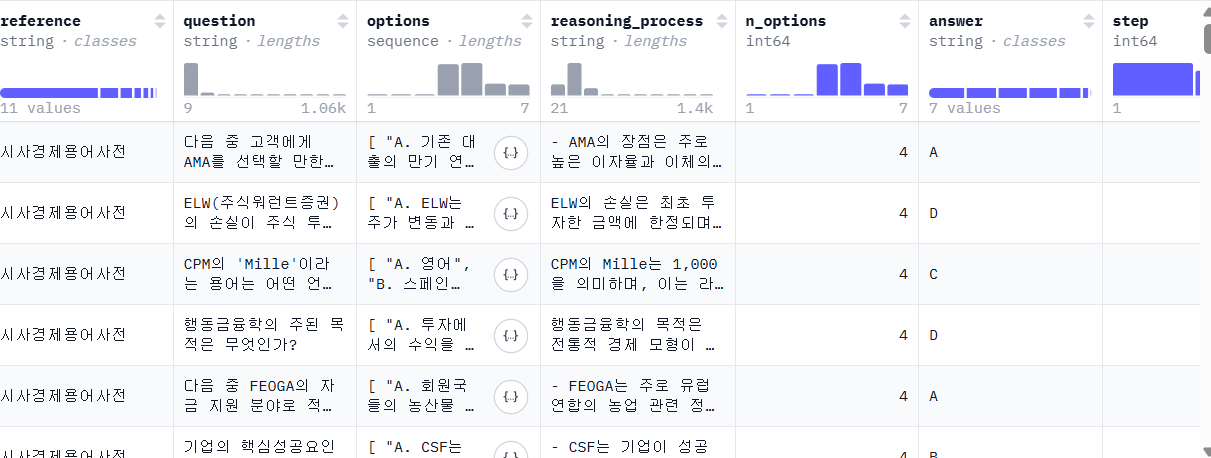 reference question options reasoning_process n_options answer step
string · classes string · lengths sequence · lengths string · lengths int64 string · classes int64
11 values 9 1.06k 1 7 21 1.4k 1 7 7 values 1
시사경제용어사전
다음 중 고객에게
AMA를 선택할 만한…
[ "A. 기존 대
출의 만기 연…
{…}
- AMA의 장점은 주로
높은 이자율과 이체의…
4
A
시사경제용어사전
ELW(주식워런트증권)
의 손실이 주식 투…
[ "A. ELW는
주가 변동과 …
{…}
ELW의 손실은 최초 투
자한 금액에 한정되며…
4
D
시사경제용어사전
CPM의 'Mille'이라
는 용어는 어떤 언…
[ "A. 영어",
"B. 스페인…
{…}
CPM의 Mille는 1,000
을 의미하며, 이는 라…
4
C
시사경제용어사전
행동금융학의 주된 목
적은 무엇인가?
[ "A. 투자에
서의 수익을 …
{…}
행동금융학의 목적은
전통적 경제 모형이 …
4
D
시사경제용어사전
다음 중 FEOGA의 자
금 지원 분야로 적…
[ "A. 회원국
들의 농산물 …
{…}
- FEOGA는 주로 유럽
연합의 농업 관련 정…
4
A
시사경제용어사전
기업의 핵심성공요인
[ "A. CSF는
{…}
- CSF는 기업이 성공
4
B